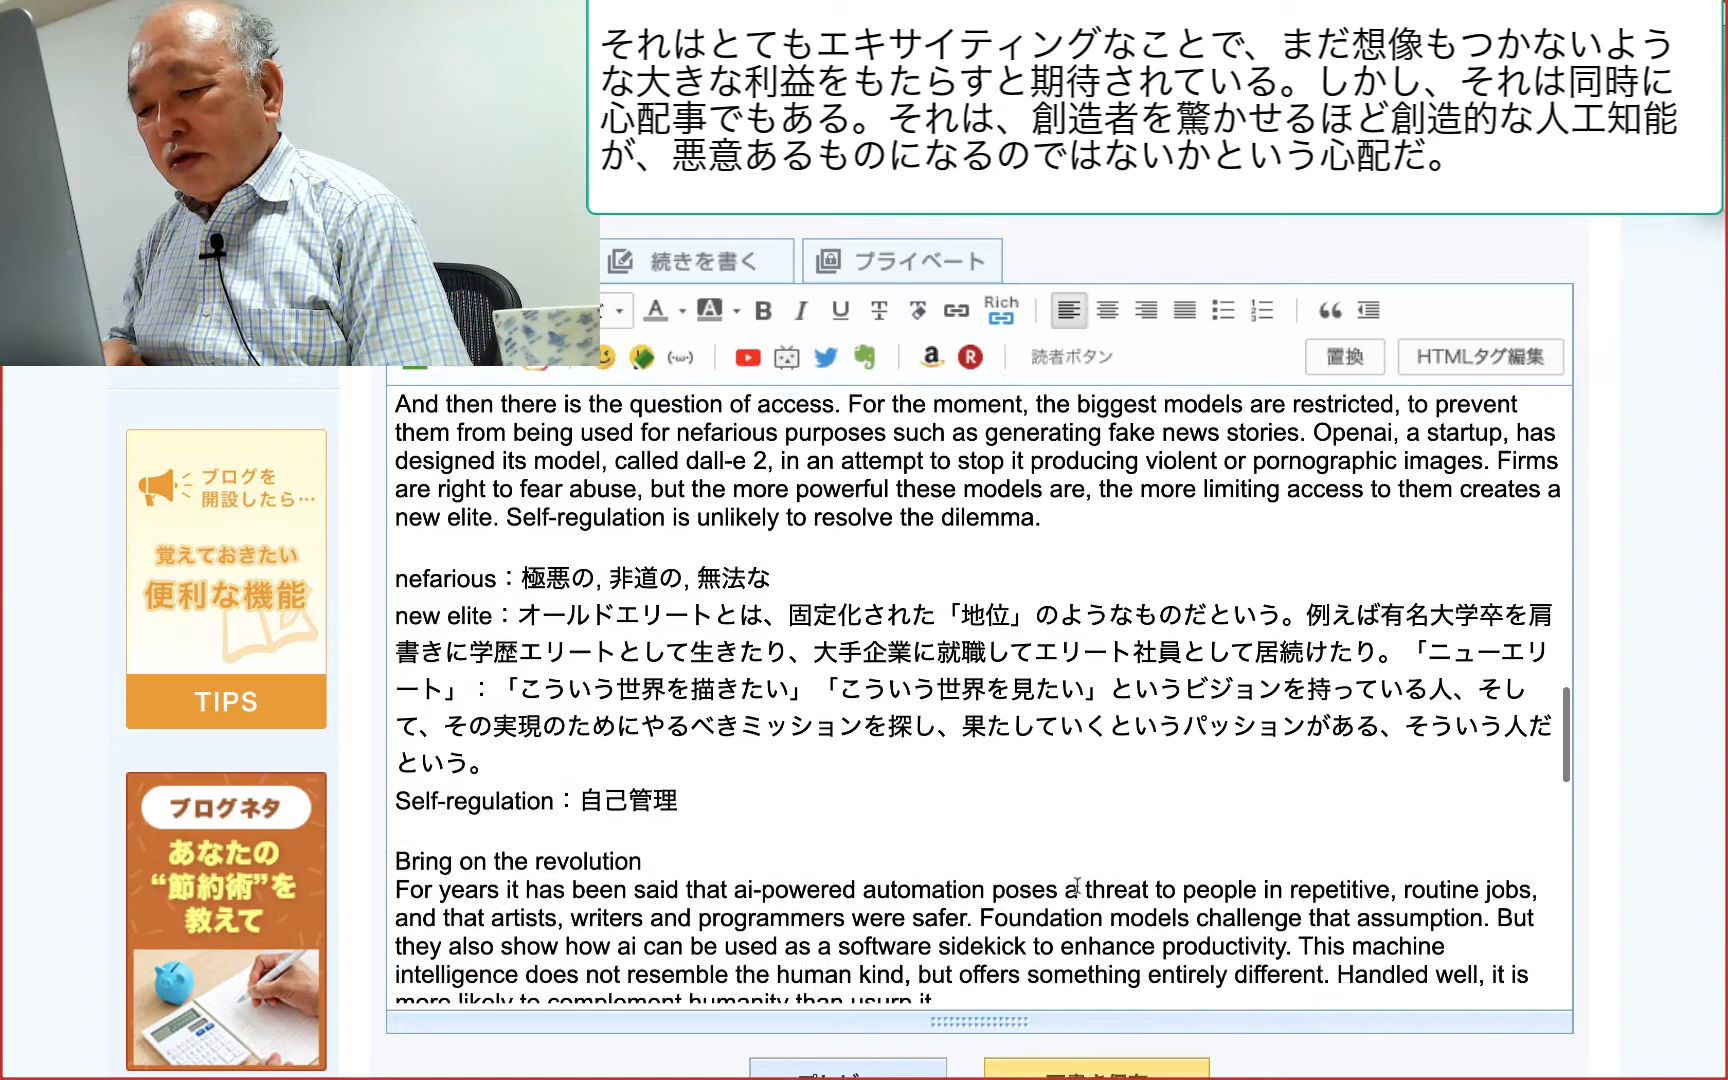 それはとてもエキサイティングなことで、まだ想像もつかないよう
な大きな利益をもたらすと期待されている。しかし、それは同時に
心配事でもある。それは、創造者を驚かせるほど創造的な人工知能
が、悪意あるものになるのではないかという心配だ。
続きを書く
プライベート
Rich
読者ボタン
置換
HTMLタグ編集
And then there is the question of access. For the moment, the biggest models are restricted, to prevent
them from being used for nefarious purposes such as generating fake news stories. Openai, a startup, has
designed its model, called dall-e 2, in an attempt to stop it producing violent or pornographic images. Firms
are right to fear abuse, but the more powerful these models are, the more limiting access to them creates a
new elite. Self-regulation is unlikely to resolve the dilemma.
nefarious：極悪の, 非道の, 無法な
new elite：オールドエリートとは、固定化された「地位」のようなものだという。例えば有名大学卒を肩
書きに学歴エリートとして生きたり、大手企業に就職してエリート社員として居続けたり。「ニューエリ
ート」：「こういう世界を描きたい」「こういう世界を見たい」というビジョンを持っている人、そし
て、その実現のためにやるべきミッションを探し、果たしていくというパッションがある、そういう人だ
という。
Self-regulation：自己管理
Bring on the revolution
For years it has been said that ai-powered automation poses a threat to people in repetitive, routine jobs,
and that artists, writers and programmers were safer. Foundation models challenge that assumption. But
they also show how ai can be used as a software sidekick to enhance productivity. This machine
intelligence does not resemble the human kind, but offers something entirely different. Handled well, it is
more likely to complement humanity than usurp it.
ブログを
開設したら…
覚えておきたい
便利な機能
TIPS
ブログネタ
あなたの
“節約術”を
教えて